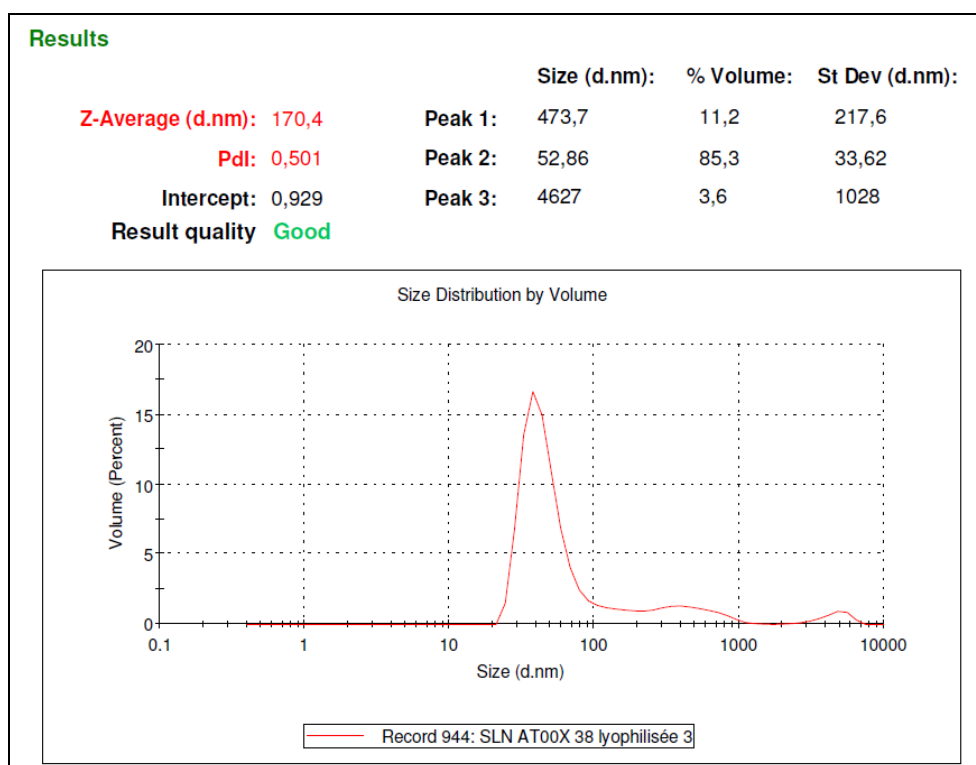 Results
Size (d.nm): % Volume: St Dev (d.nm):
Z-Average (d.nm): 170,4 Peak 1: 473,7 11,2 217,6
PdI: 0,501 Peak 2: 52,86 85,3 33,62
Intercept: 0,929 Peak 3: 4627 3,6 1028
Result quality Good
Size Distribution by Volume
20
15
10
5
0
Volume (Percent)
0.1 1 10 100 1000 10000
Size (d.nm)
Record 944: SLN AT00X 38 lyophilisée 3